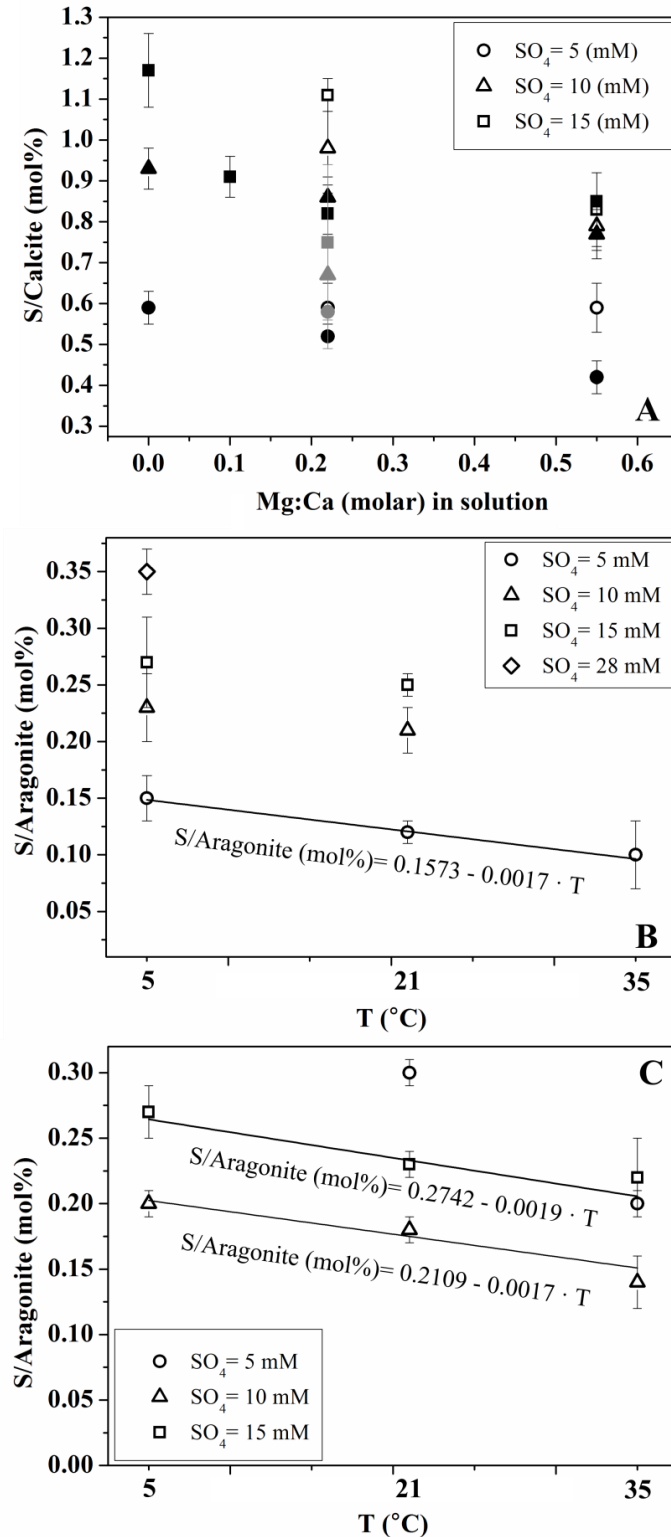 1.3
1.2
1.1
1.0
0.9
0.8
0.7
0.6
0.5
0.4
0.3
S/Calcite (mol%)
SO4= 5 (mM)
SO4= 10 (mM)
SO4= 15 (mM)
A
0.0 0.1 0.2 0.3 0.4 0.5 0.6
Mg:Ca (molar) in solution
0.35
0.30
0.25
0.20
0.15
0.10
0.05
S/Aragonite (mol%)
SO4= 5 mM
SO4= 10 mM
SO4= 15 mM
SO4= 28 mM
S/Aragonite (mol%)= 0.1573 - 0.0017 · T
B
5 21 35
T (°C)
C
0.30
0.25
0.20
0.15
0.10
0.05
0.00
S/Aragonite (mol%)
S/Aragonite (mol%)= 0.2742 - 0.0019 · T
S/Aragonite (mol%)= 0.2109 - 0.0017 · T
SO4= 5 mM
SO4= 10 mM
SO4= 15 mM
5 21 35
T (°C)